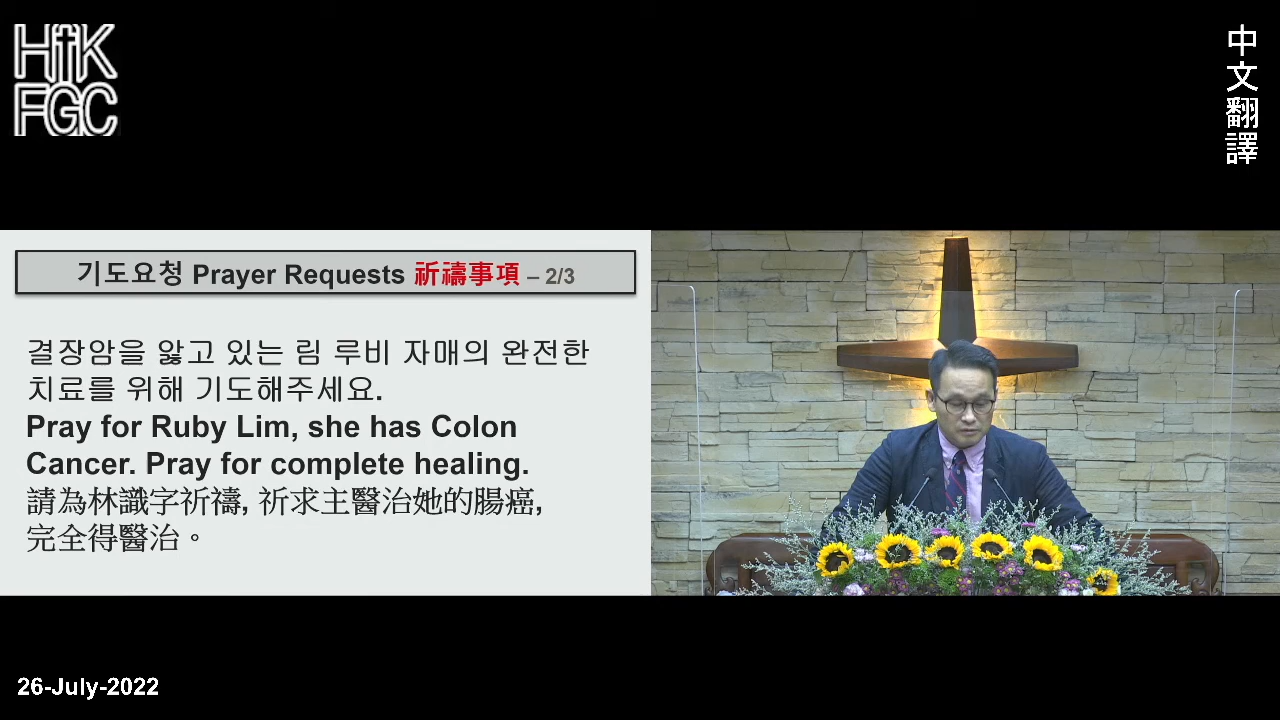 HK
FGC
中文翻譯
기도요청 Prayer Requests 祈禱事項 – 2/3
결장암을 앓고 있는 림 루비 자매의 완전한
치료를 위해 기도해주세요.
Pray for Ruby Lim, she has Colon
Cancer. Pray for complete healing.
請為林識字祈禱, 祈求主醫治她的腸癌,
完全得醫治。
26-July-2022